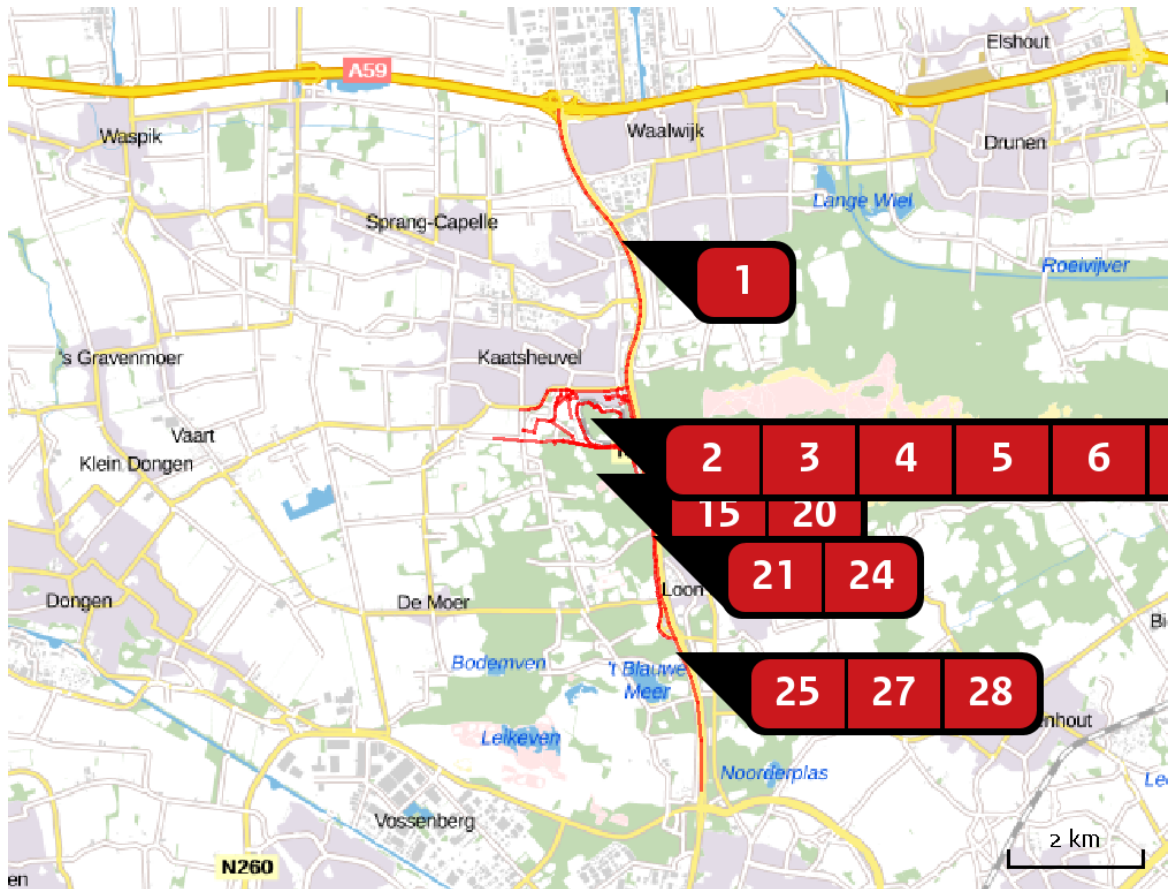 Elshout
A59
Waspik
Waalwijk
Drunen
Lange Wiel
Sprang-Capelle
Roeivijver
1
's Gravenmoer
Kaatsheuvel
Vaart
Klein Dongen
2 3 4 5 6
15 20
21 24
Loon
Dongen
De Moer
Bodemven
't Blauwe
Meer
25 27 28
enhout
Leikeven
Noorderplas
Vossenberg
2 km
N260
en